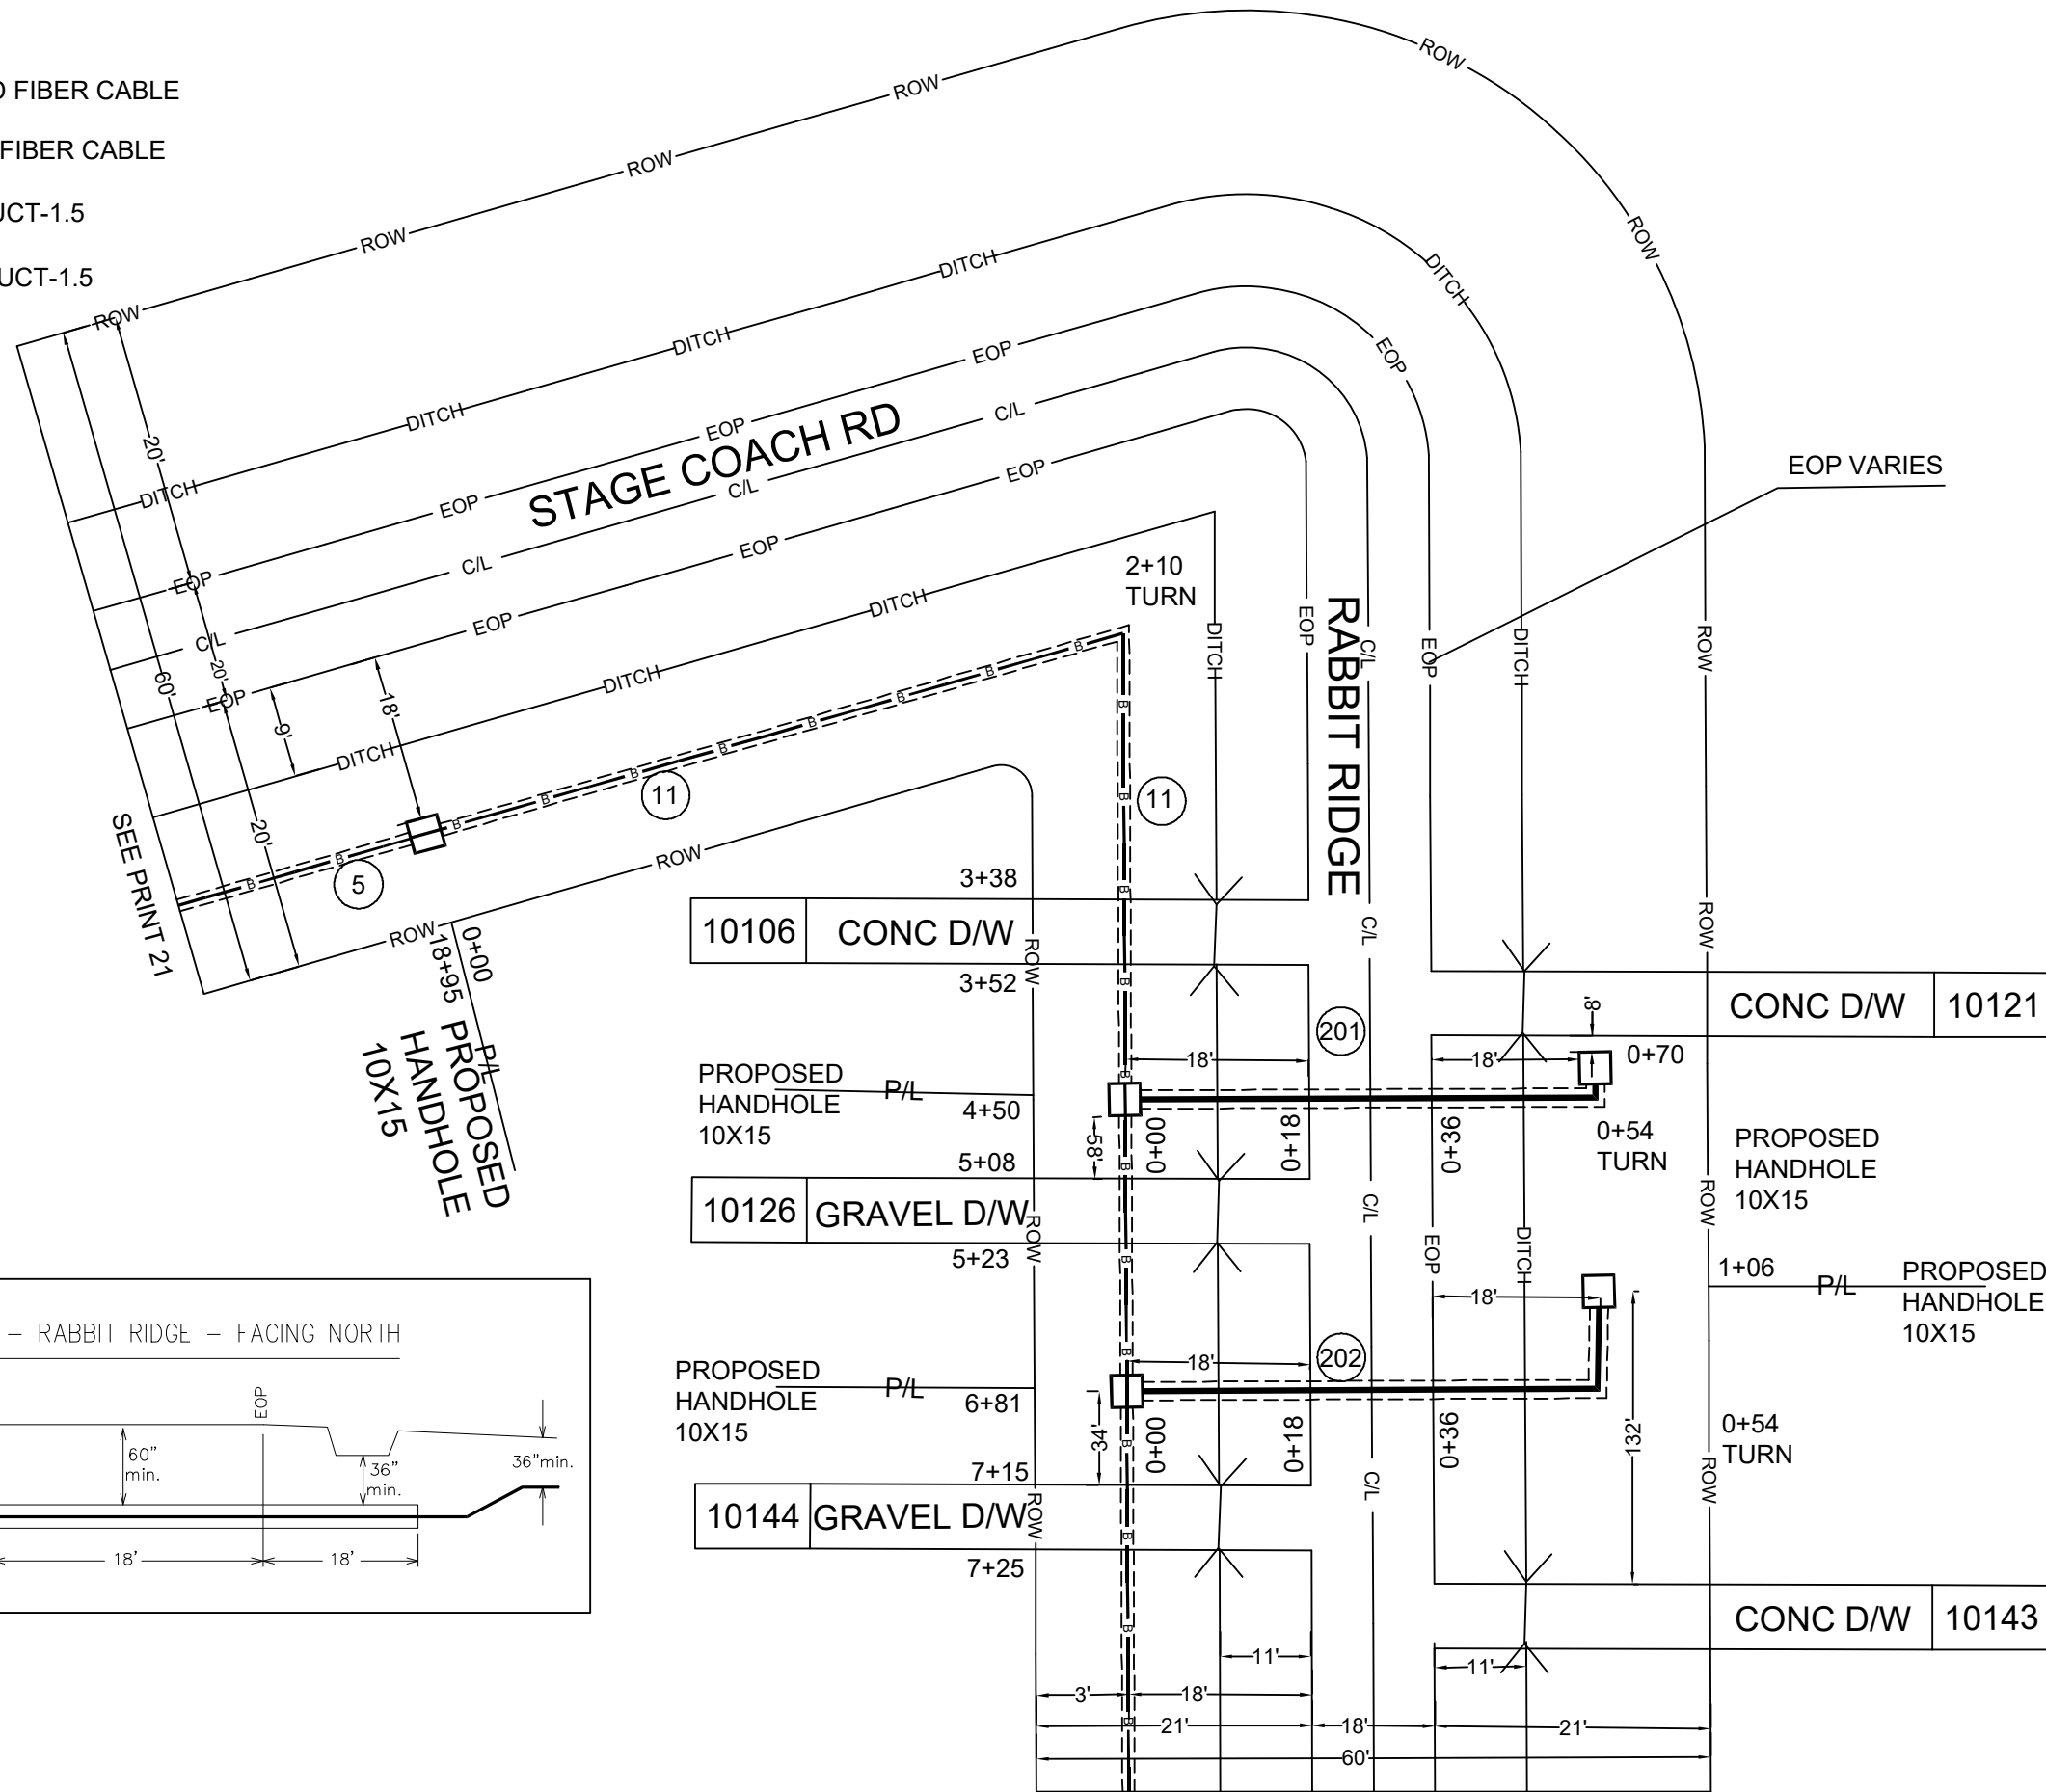 FIBER CABLE
FIBER CABLE
UCT-1.5
UCT-1.5
ROW
ROW
ROW
ROW
ROW
ROW
DITCH
DITCH
DITCH
DITCH
DITCH
EOP
EOP
EOP
EOP
EOP
STAGE COACH RD
C/L
C/L
C/L
C/L
EOP
EOP
EOP
EOP
DITCH
DITCH
DITCH
EOP VARIES
20'
20'
20'
60'
9'
18'
2+10
TURN
RABBIT RIDGE
DITCH
EOP
C/L
EOP
DITCH
ROW
B
B
B
B
B
B
B
B
B
B
5
11
11
SEE PRINT 21
ROW
ROW
0+00
18+95
P/L
PROPOSED
HANDHOLE
10X15
3+38
10106 CONC D/W
3+52
ROW
B
B
B
B
B
C/L
ROW
CONC D/W 10121
201
18'
18'
8'
0+70
PROPOSED
HANDHOLE
10X15
P/L
4+50
58'
0+00
0+18
0+36
0+54
TURN
PROPOSED
HANDHOLE
10X15
5+08
10126 GRAVEL D/W
5+23
ROW
B
B
B
C/L
EOP
DITCH
ROW
18'
1+06
P/L
PROPOSED
HANDHOLE
10X15
202
18'
PROPOSED
HANDHOLE
10X15
P/L
6+81
34'
0+00
0+18
0+36
132'
0+54
TURN
7+15
10144 GRAVEL D/W
7+25
ROW
B
B
B
B
C/L
ROW
CONC D/W 10143
11'
11'
3'
18'
21'
18'
21'
60'
- RABBIT RIDGE - FACING NORTH
EOP
60"
min.
36"
min.
36"min.
18'
18'